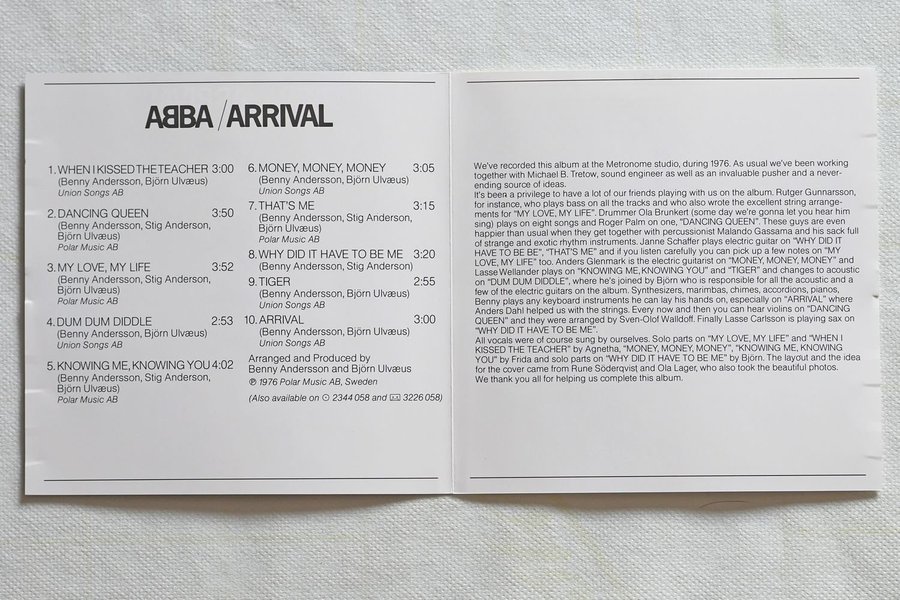 ABBA/ARRIVAL
1. WHEN I KISSED THE TEACHER 3:00
(Benny Andersson, Björn Ulvæus)
Union Songs AB
2. DANCING QUEEN 3:50
(Benny Andersson, Stig Anderson,
Björn Ulvæus)
Polar Music AB
3. MY LOVE, MY LIFE 3:52
(Benny Andersson, Stig Anderson,
Björn Ulvæus)
Polar Music AB
4. DUM DUM DIDDLE 2:53
(Benny Andersson, Björn Ulvæus)
Union Songs AB
5. KNOWING ME, KNOWING YOU 4:02
(Benny Andersson, Stig Anderson,
Björn Ulvæus)
Polar Music AB
6. MONEY, MONEY, MONEY 3:05
(Benny Andersson, Björn Ulvæus)
Union Songs AB
7. THAT'S ME 3:15
(Benny Andersson, Stig Anderson,
Björn Ulvæus)
Polar Music AB
8. WHY DID IT HAVE TO BE ME 3:20
(Benny Andersson, Stig Anderson)
9. TIGER 2:55
(Benny Andersson, Björn Ulvæus)
Union Songs AB
10. ARRIVAL 3:00
(Benny Andersson, Björn Ulvæus)
Union Songs AB
Arranged and Produced by
Benny Andersson and Björn Ulvæus
℗ 1976 Polar Music AB, Sweden
(Also available on 2344 058 and 3226 058)
We've recorded this album at the Metronome studio, during 1976. As usual we've been working
together with Michael B. Tretow, sound engineer as well as an invaluable pusher and a never-
ending source of ideas.
It's been a privilege to have a lot of our friends playing with us on the album. Rutger Gunnarsson,
for instance, who plays bass on all the tracks and who also wrote the excellent string arrange-
ments for "MY LOVE, MY LIFE". Drummer Ola Brunkert (some day we're gonna let you hear him
sing) plays on eight songs and Roger Palm on one, "DANCING QUEEN". These guys are even
happier than usual when they get together with percussionist Malando Gassama and his sack full
of strange and exotic rhythm instruments. Janne Schaffer plays electric guitar on "WHY DID IT
HAVE TO BE BE", "THAT'S ME" and if you listen carefully you can pick up a few notes on "MY
LOVE, MY LIFE" too. Anders Glenmark is the electric guitarist on "MONEY, MONEY, MONEY" and
Lasse Wellander plays on "KNOWING ME, KNOWING YOU" and "TIGER" and changes to acoustic
on "DUM DUM DIDDLE", where he's joined by Björn who is responsible for all the acoustic and a
few of the electric guitars on the album. Synthesizers, marimbas, chimes, accordions, pianos,
Benny plays any keyboard instruments he can lay his hands on, especially on "ARRIVAL" where
Anders Dahl helped us with the strings. Every now and then you can hear violins on "DANCING
QUEEN" and they were arranged by Sven-Olof Walldoff. Finally Lasse Carlsson is playing sax on
"WHY DID IT HAVE TO BE ME".
All vocals were of course sung by ourselves. Solo parts on "MY LOVE, MY LIFE" and "WHEN I
KISSED THE TEACHER" by Agnetha, "MONEY, MONEY, MONEY", "KNOWING ME, KNOWING
YOU" by Frida and solo parts on "WHY DID IT HAVE TO BE ME" by Björn. The laydut and the idea
for the cover came from Rune Söderqvist and Ola Lager, who also took the beautiful photos.
We thank you all for helping us complete this album.